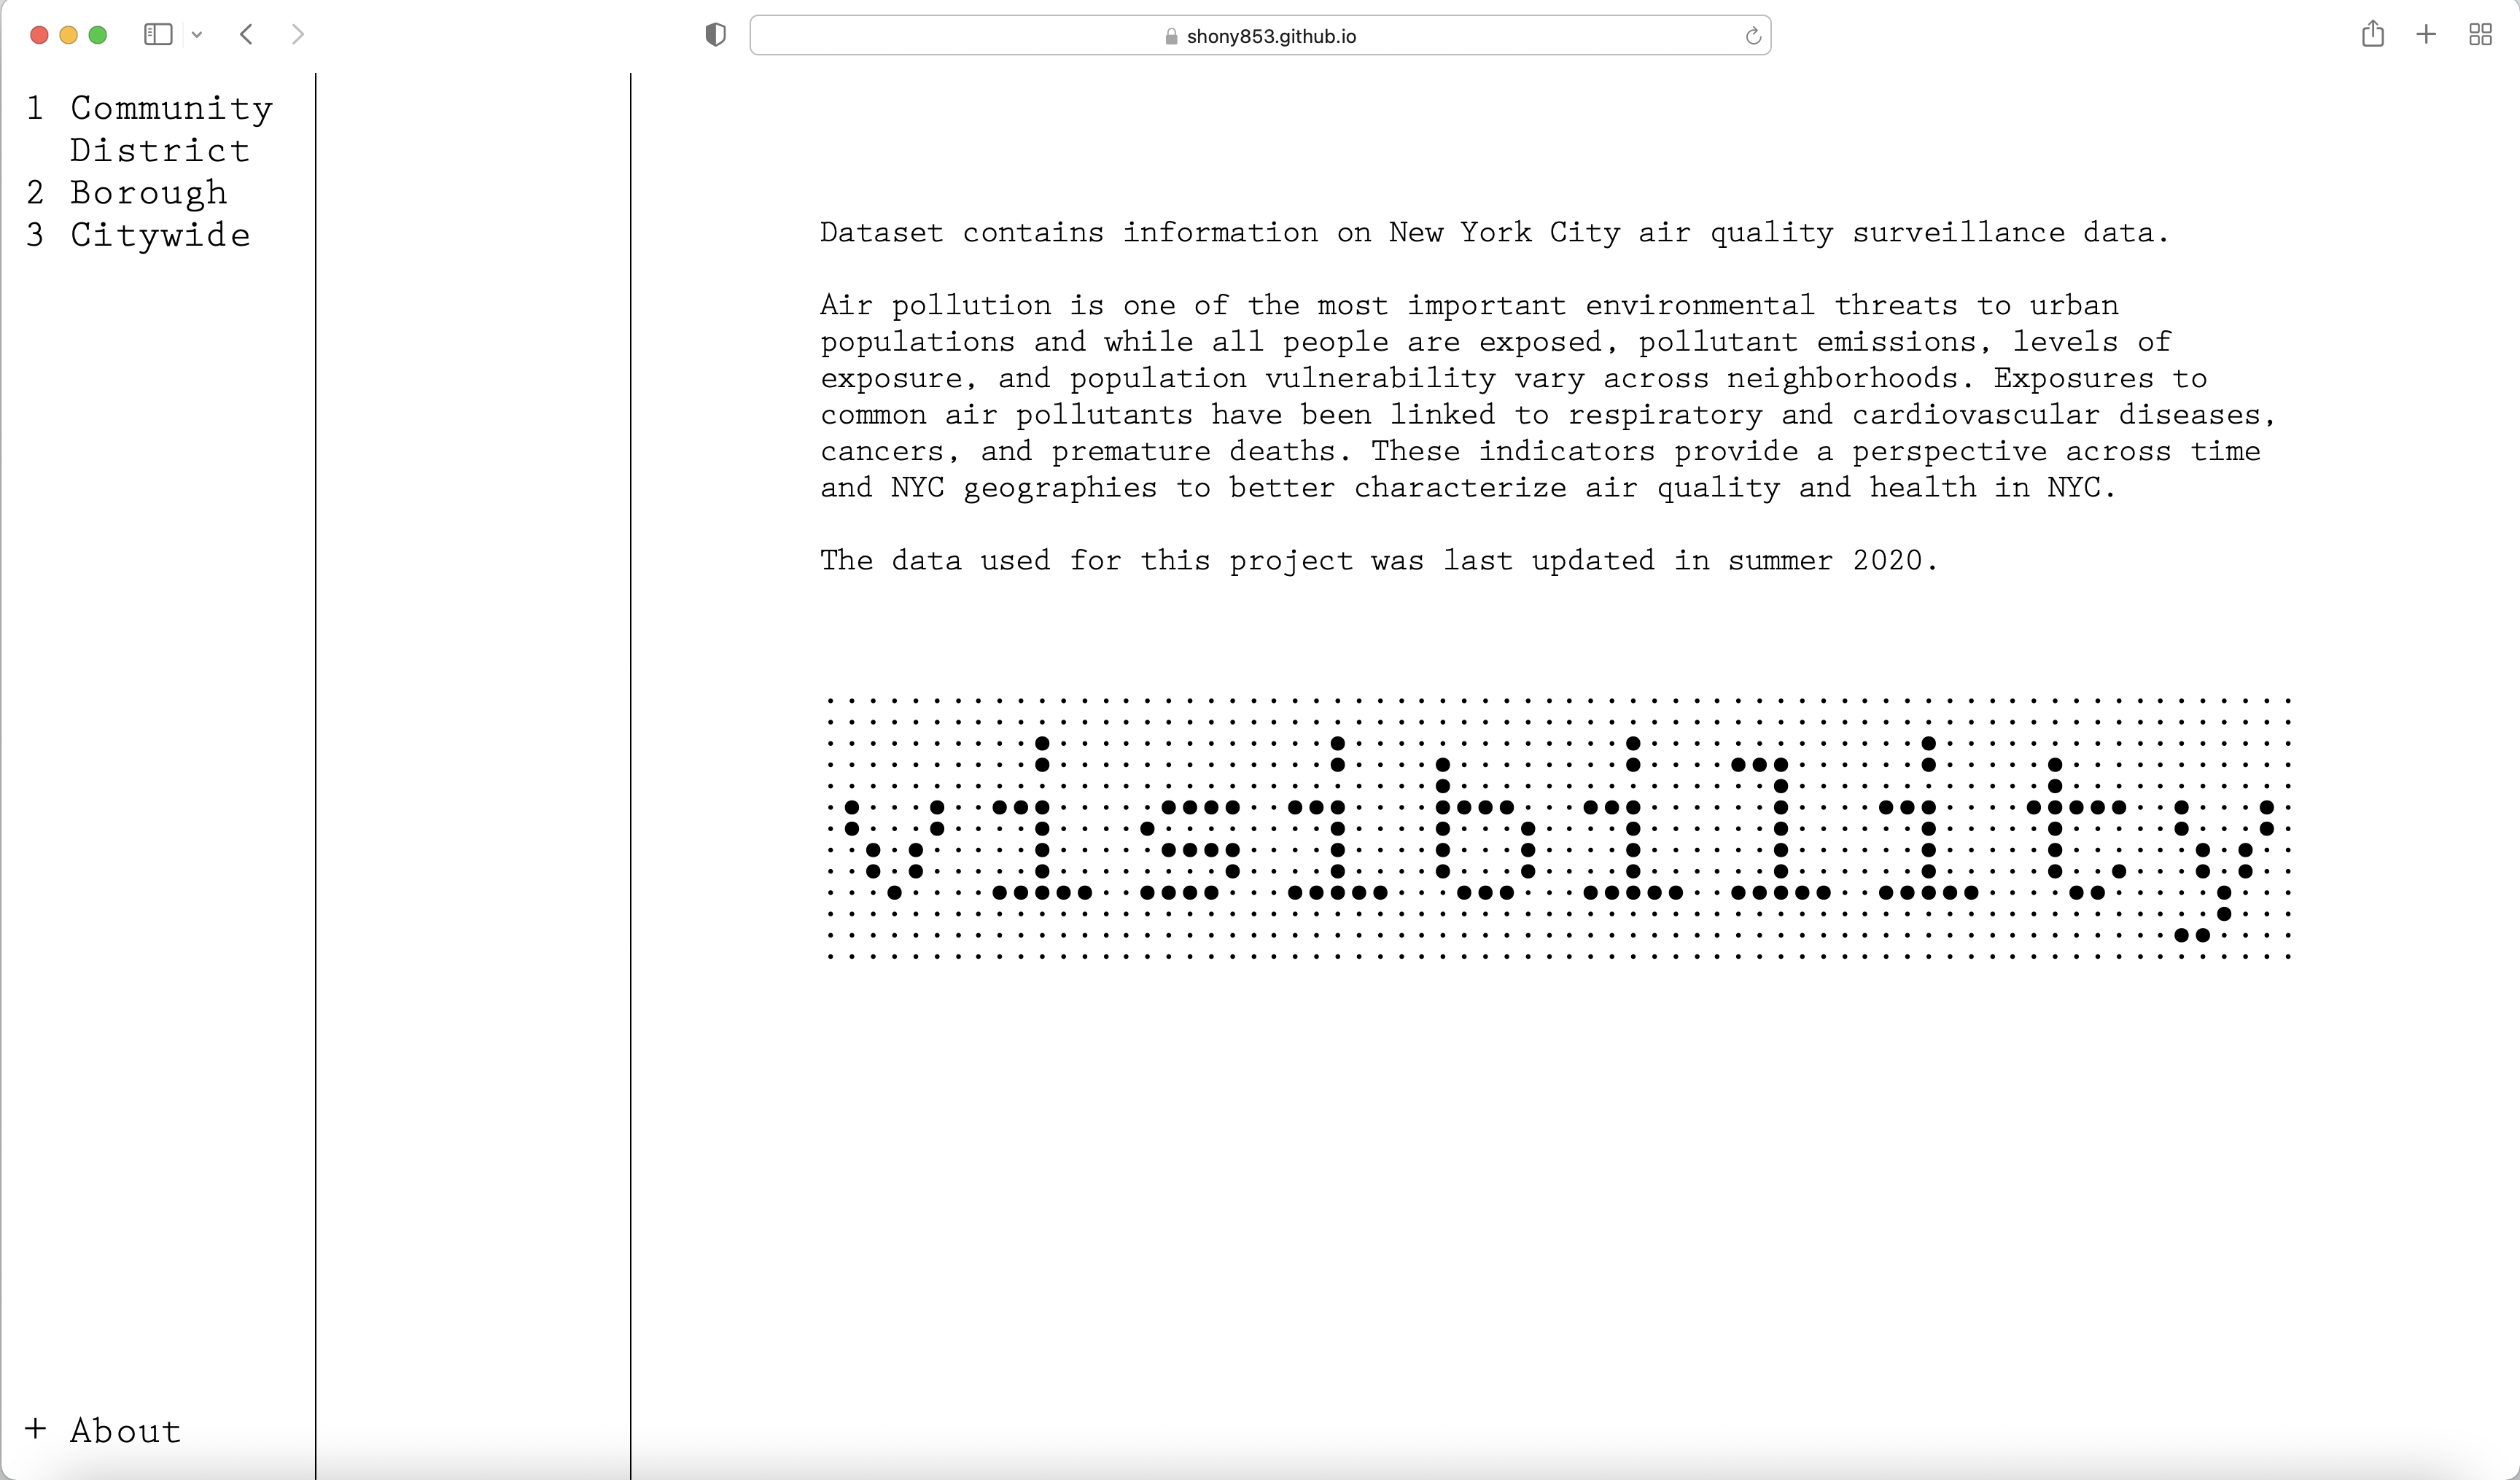 shony853.github.io
1 Community
District
2 Borough
3 Citywide
Dataset contains information on New York City air quality surveillance data.
Air pollution is one of the most important environmental threats to urban
populations and while all people are exposed, pollutant emissions, levels of
exposure, and population vulnerability vary across neighborhoods. Exposures to
common air pollutants have been linked to respiratory and cardiovascular diseases,
cancers, and premature deaths. These indicators provide a perspective across time
and NYC geographies to better characterize air quality and health in NYC.
The data used for this project was last updated in summer 2020.
visibility
+ About